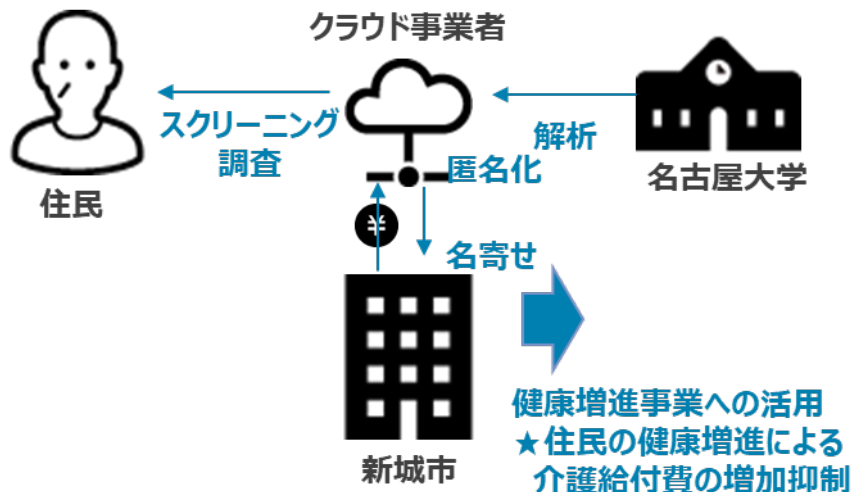 クラウド事業者
スクリーニング
調査
解析
匿名化
住民
名古屋大学
¥
名寄せ
新城市
健康増進事業への活用
★住民の健康増進による
介護給付費の増加抑制